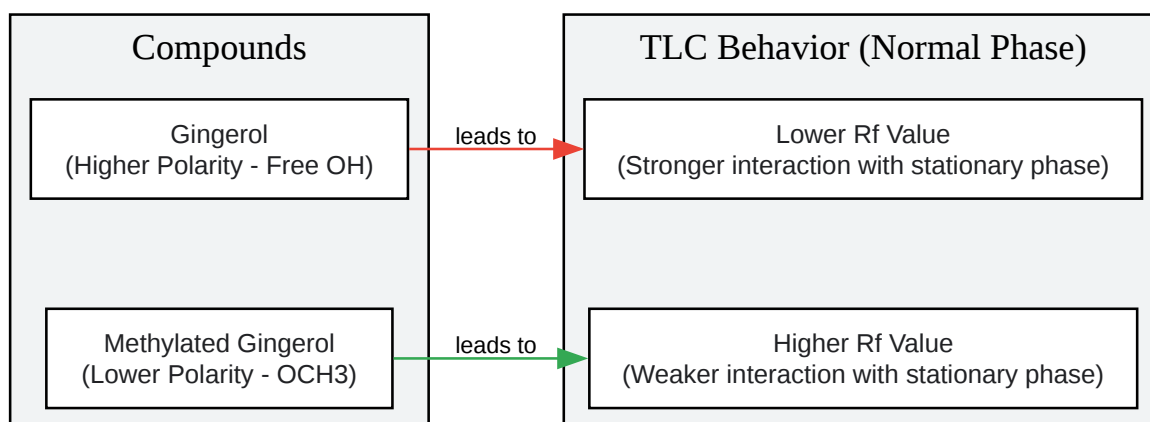 Compounds
TLC Behavior (Normal Phase)
Gingerol
(Higher Polarity - Free OH)
leads to
Lower Rf Value
(Stronger interaction with stationary phase)
Methylated Gingerol
(Lower Polarity - OCH3)
leads to
Higher Rf Value
(Weaker interaction with stationary phase)